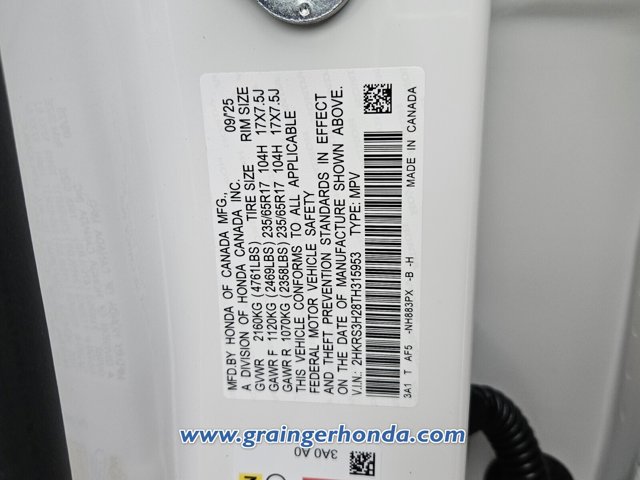 MFD.BY HONDA OF CANADA MFG., 09/25
A DIVISION OF HONDA CANADA INC.
GVWR 2160KG (4761LBS) TIRE SIZE RIM SIZE
GAWR F 1120KG (2469LBS) 235/65R17 104H 17X7.5J
GAWR R 1070KG (2358LBS) 235/65R17 104H 17X7.5J
THIS VEHICLE CONFORMS TO ALL APPLICABLE
FEDERAL MOTOR VEHICLE SAFETY
AND THEFT PREVENTION STANDARDS IN EFFECT
ON THE DATE OF MANUFACTURE SHOWN ABOVE.
V.I.N.: 2HKRS3H28TH315953 TYPE: MPV
3A1 T AF5 -NH883PX -B -H MADE IN CANADA
www.graingerhonda.com
3A0 A0